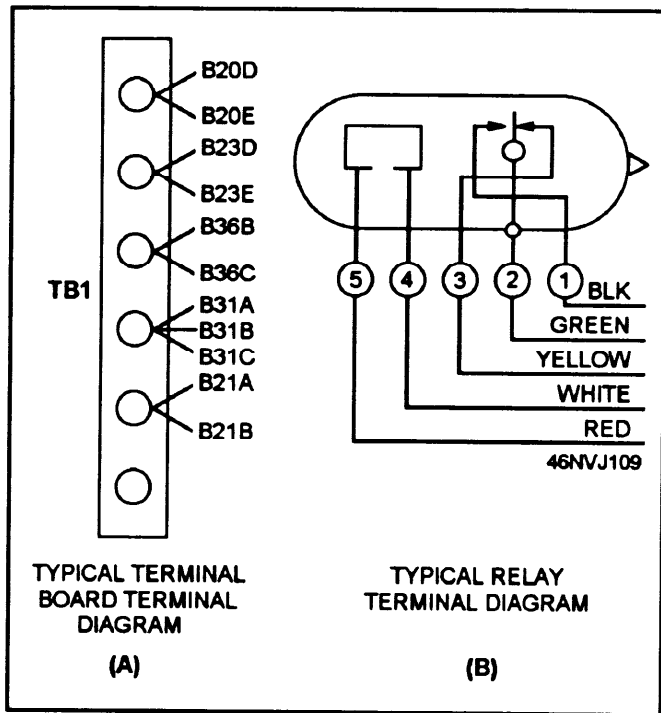 B20D
B20E
B23D
B23E
B36B
B36C
TB1
B31A
B31B
B31C
B21A
B21B
TYPICAL TERMINAL
BOARD TERMINAL
DIAGRAM
(A)
5 4 3 2 1
BLK
GREEN
YELLOW
WHITE
RED
46NVJ109
TYPICAL RELAY
TERMINAL DIAGRAM
(B)